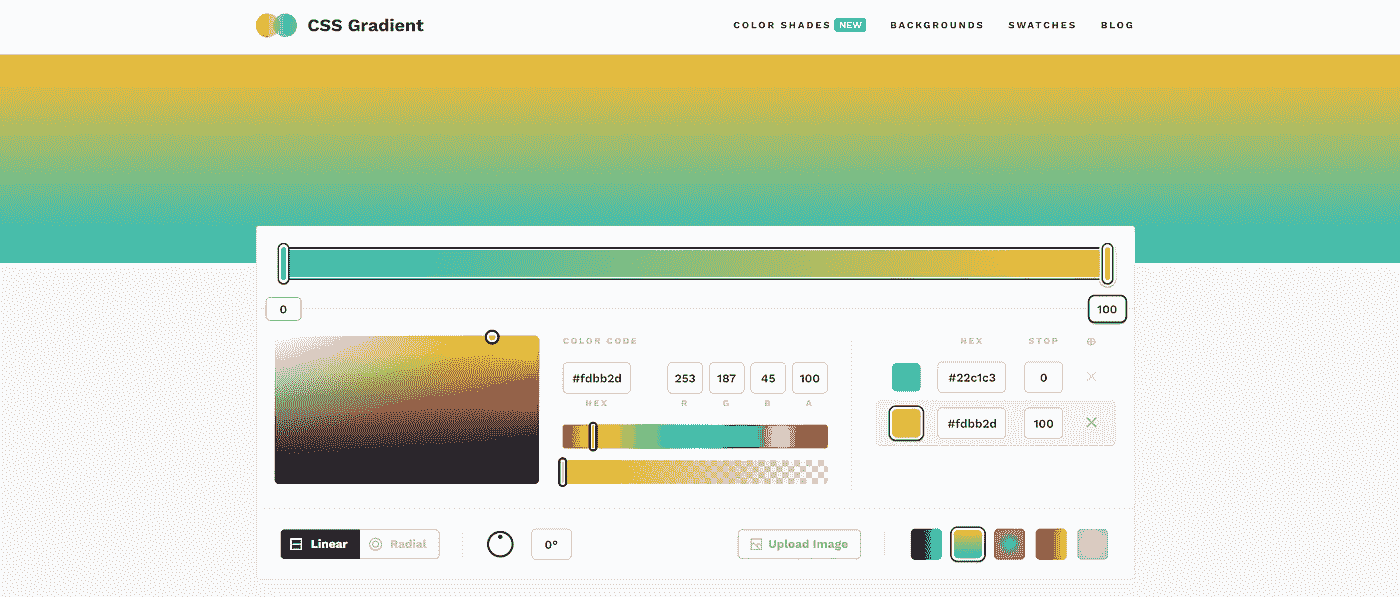 CSS Gradient
COLOR SHADES NEW BACKGROUNDS SWATCHES BLOG
0 100
COLOR CODE
HEX STOP
#fdbb2d 253 187 45 100
HEX R G B A
#22c1c3 0
#fdbb2d 100
Linear Radial 0° Upload Image